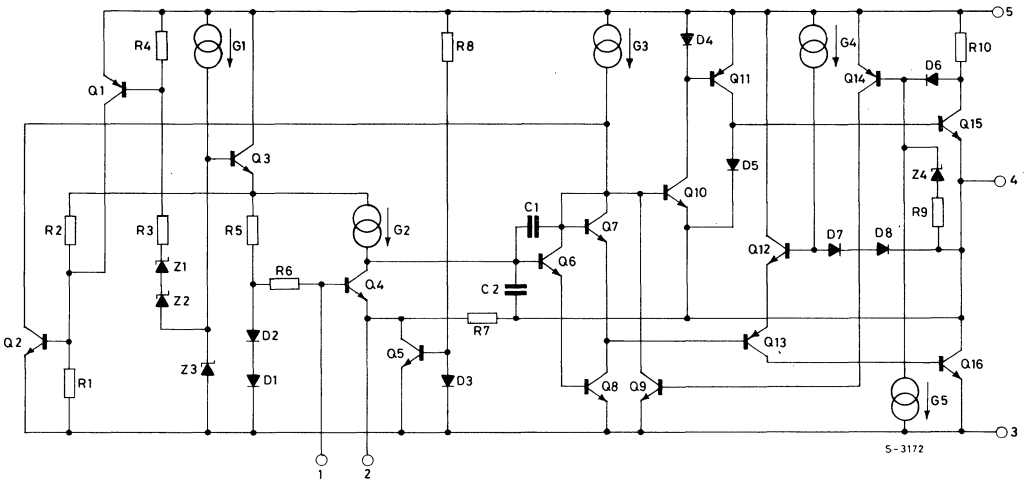 5
R4
G1
R8
G3
D4
G4
R10
Q1
Q11
Q14
D6
Q3
Q15
D5
Z4
4
R2
R3
R5
G2
C1
Q7
Q10
R9
Q12
D7
D8
Z1
R6
Q4
Q6
Z2
C2
D2
R7
Q13
Q2
Q5
Q16
Z3
R1
D1
D3
Q8
Q9
G5
3
S-3172
1
2